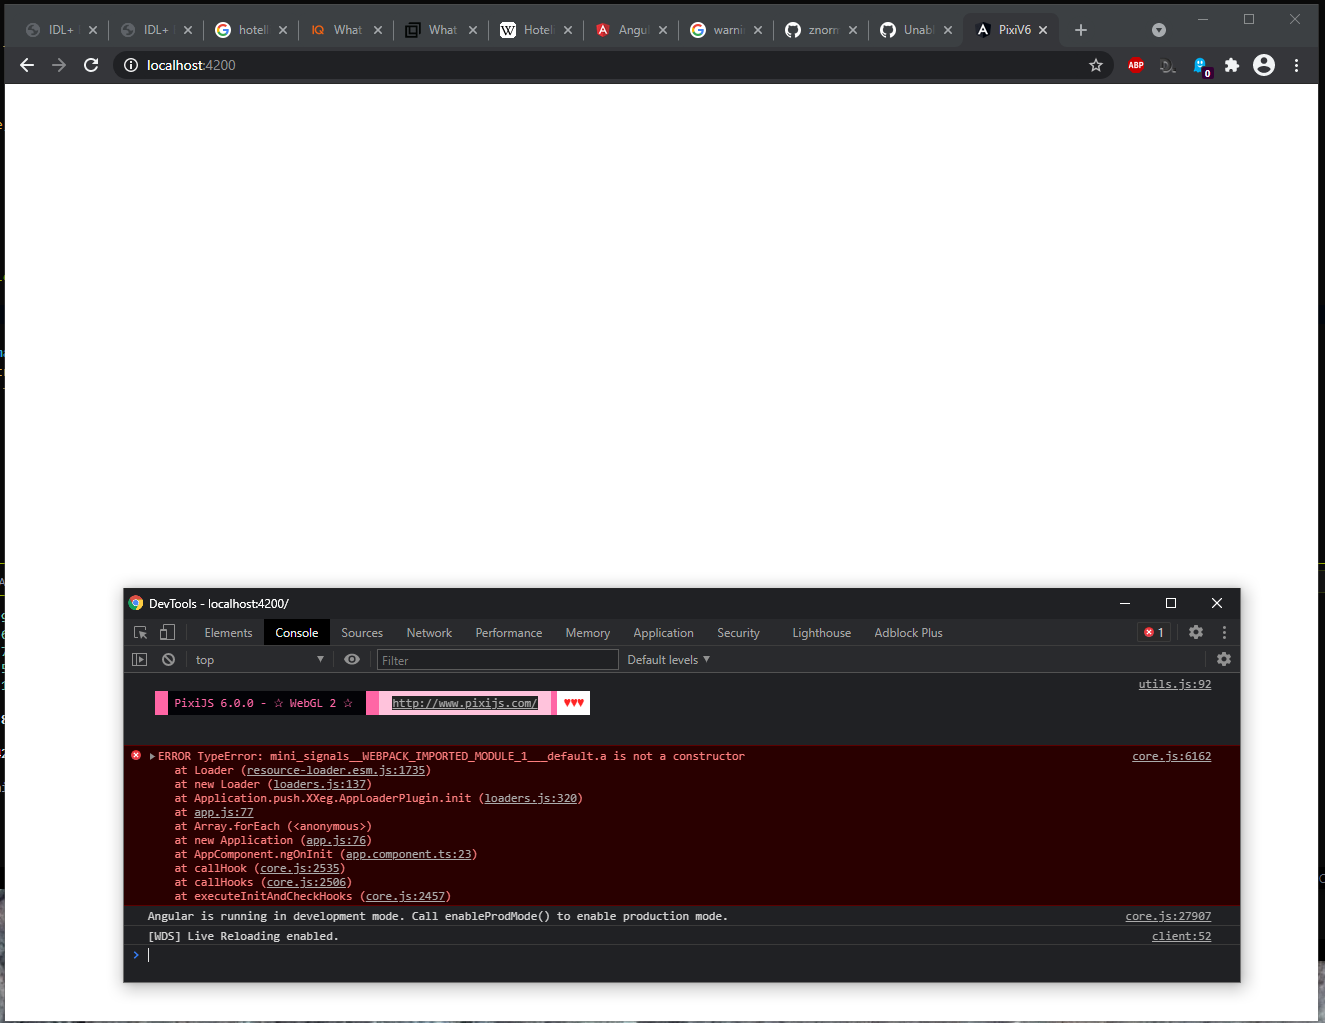 IDL+
IDL+
hotell
What
What
Hotell
Angul
warni
znorm
Unabl
PixiV6
localhost:4200
ABP
0
DevTools - localhost:4200/
Elements Console Sources Network Performance Memory Application Security Lighthouse Adblock Plus 1
top Filter Default levels
utils.js:92
PixiJS 6.0.0 - ☆ WebGL 2 ☆ http://www.pixijs.com/ ♥♥♥
ERROR TypeError: mini_signals__WEBPACK_IMPORTED_MODULE_1___default.a is not a constructor core.js:6162
at Loader (resource-loader.esm.js:1735)
at new Loader (loaders.js:137)
at Application.push.XXeg.AppLoaderPlugin.init (loaders.js:320)
at app.js:77
at Array.forEach (<anonymous>)
at new Application (app.js:76)
at AppComponent.ngOnInit (app.component.ts:23)
at callHook (core.js:2535)
at callHooks (core.js:2506)
at executeInitAndCheckHooks (core.js:2457)
Angular is running in development mode. Call enableProdMode() to enable production mode. core.js:27907
[WDS] Live Reloading enabled. client:52